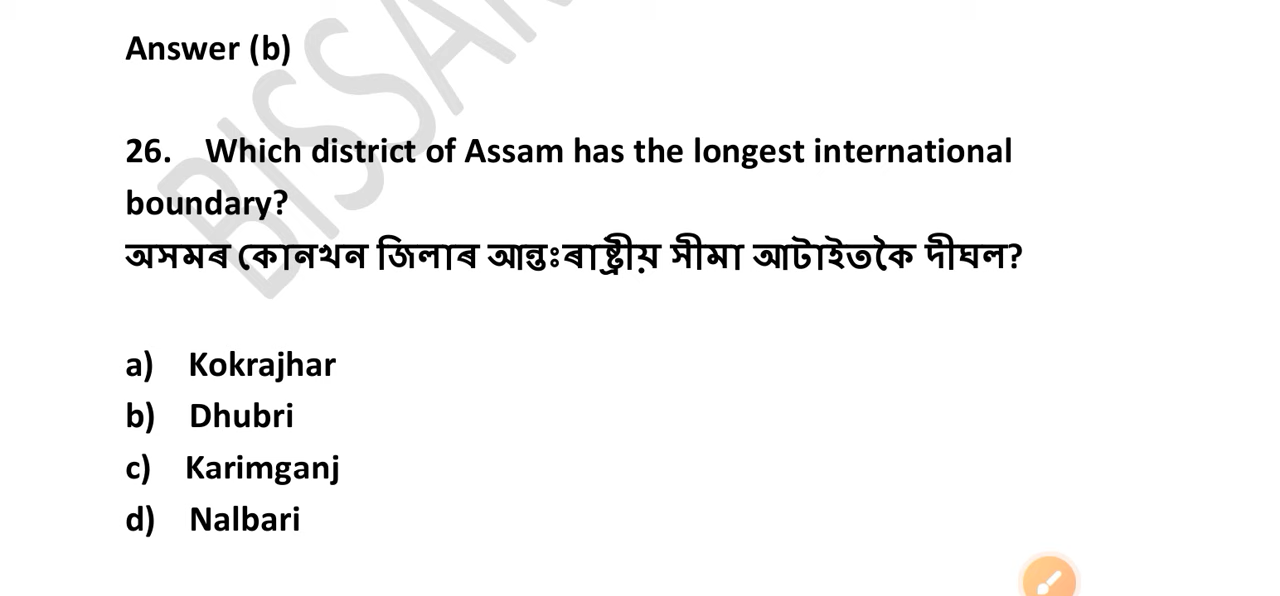 Answer (b)
26. Which district of Assam has the longest international
boundary?
অসমৰ কোনখন জিলাৰ আন্তঃৰাষ্ট্ৰীয় সীমা আটাইতকৈ দীঘল?
a) Kokrajhar
b) Dhubri
c) Karimganj
d) Nalbari